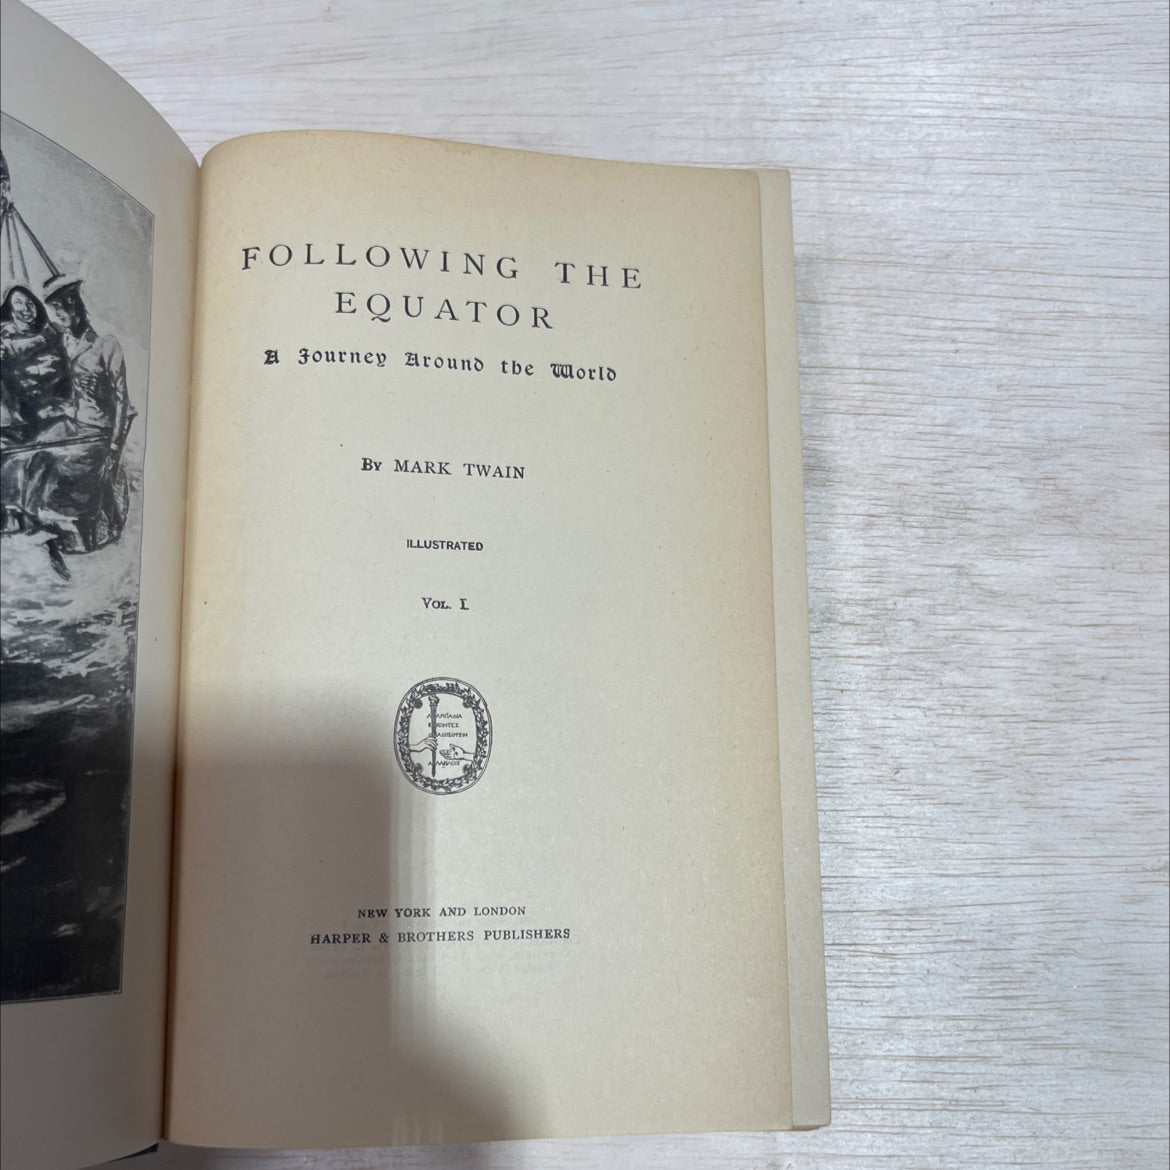 FOLLOWING THE
EQUATOR
A Journey Around the World
By MARK TWAIN
ILLUSTRATED
VOL. I.
NEW YORK AND LONDON
HARPER & BROTHERS PUBLISHERS